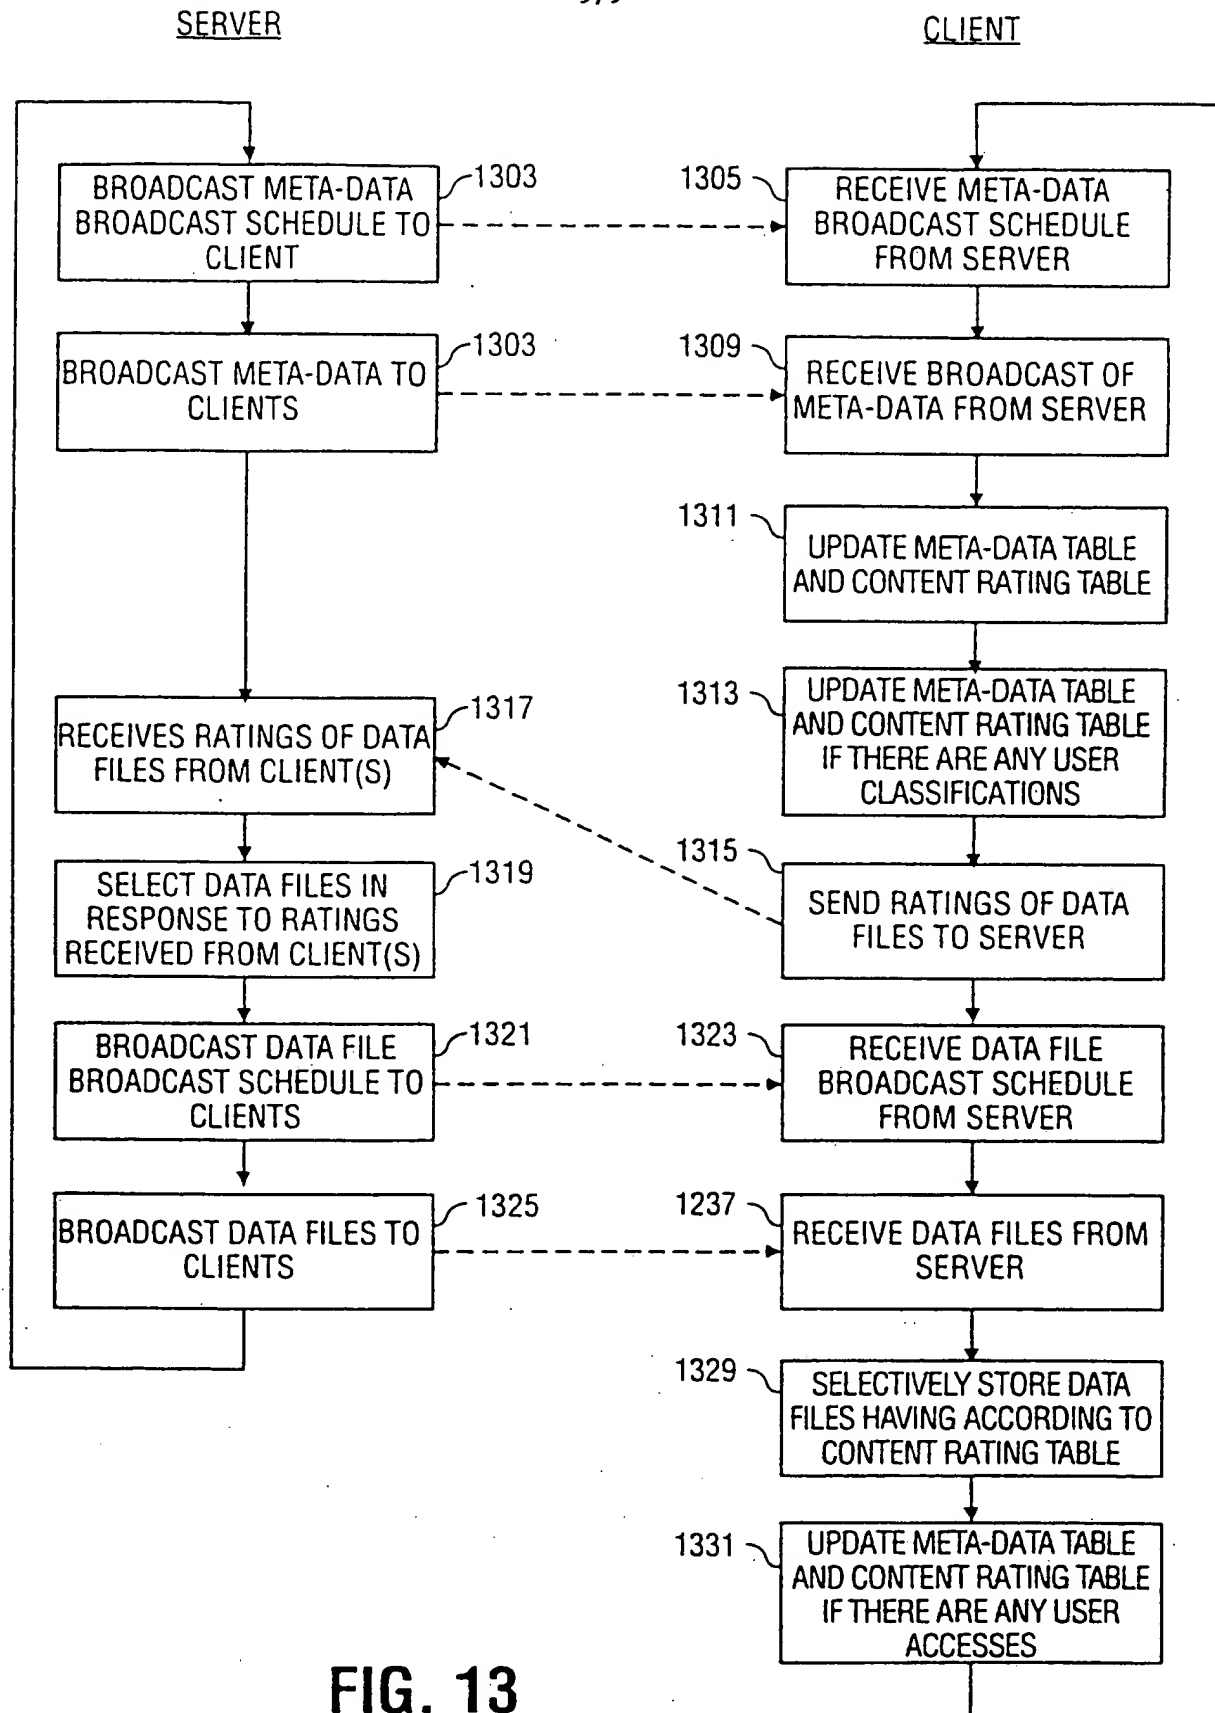 SERVER
CLIENT
BROADCAST META-DATA
BROADCAST SCHEDULE TO
CLIENT
1303
1305
RECEIVE META-DATA
BROADCAST SCHEDULE
FROM SERVER
BROADCAST META-DATA TO
CLIENTS
1303
1309
RECEIVE BROADCAST OF
META-DATA FROM SERVER
1311
UPDATE META-DATA TABLE
AND CONTENT RATING TABLE
1313
UPDATE META-DATA TABLE
AND CONTENT RATING TABLE
IF THERE ARE ANY USER
CLASSIFICATIONS
RECEIVES RATINGS OF DATA
FILES FROM CLIENT(S)
1317
1315
SEND RATINGS OF DATA
FILES TO SERVER
SELECT DATA FILES IN
RESPONSE TO RATINGS
RECEIVED FROM CLIENT(S)
1319
BROADCAST DATA FILE
BROADCAST SCHEDULE TO
CLIENTS
1321
1323
RECEIVE DATA FILE
BROADCAST SCHEDULE
FROM SERVER
BROADCAST DATA FILES TO
CLIENTS
1325
1237
RECEIVE DATA FILES FROM
SERVER
1329
SELECTIVELY STORE DATA
FILES HAVING ACCORDING TO
CONTENT RATING TABLE
1331
UPDATE META-DATA TABLE
AND CONTENT RATING TABLE
IF THERE ARE ANY USER
ACCESSES
FIG. 13